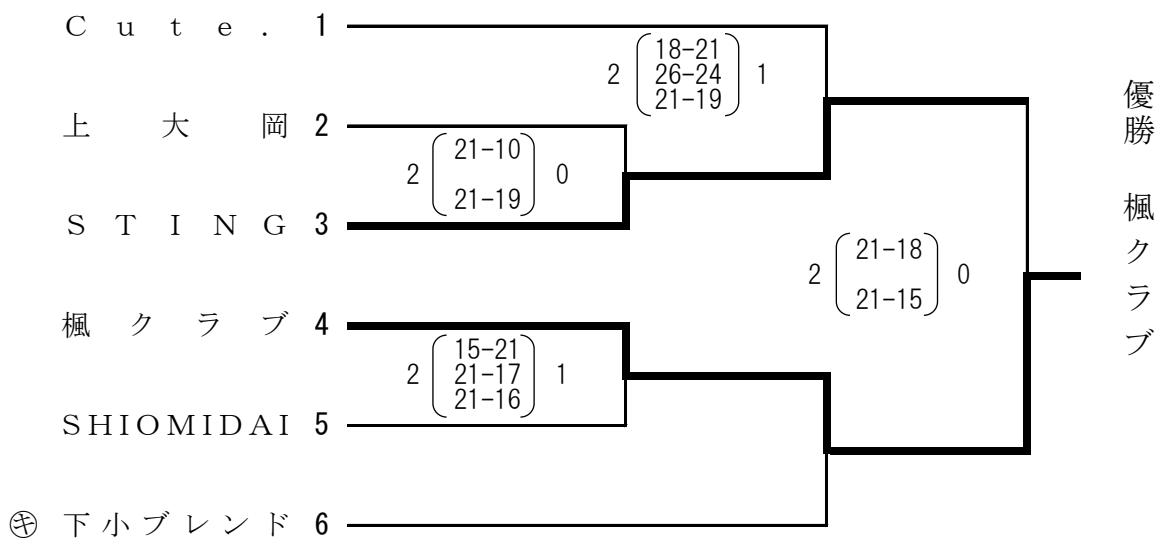 Cute. 1
2 18-21 1
26-24
21-19
上大岡 2
2 21-10 0
21-19
STING 3
2 21-18 0
21-15
楓クラブ 4
2 15-21 1
21-17
21-16
SHIOMIDAI 5
㋖ 下小ブレンド 6
優勝 楓クラブ